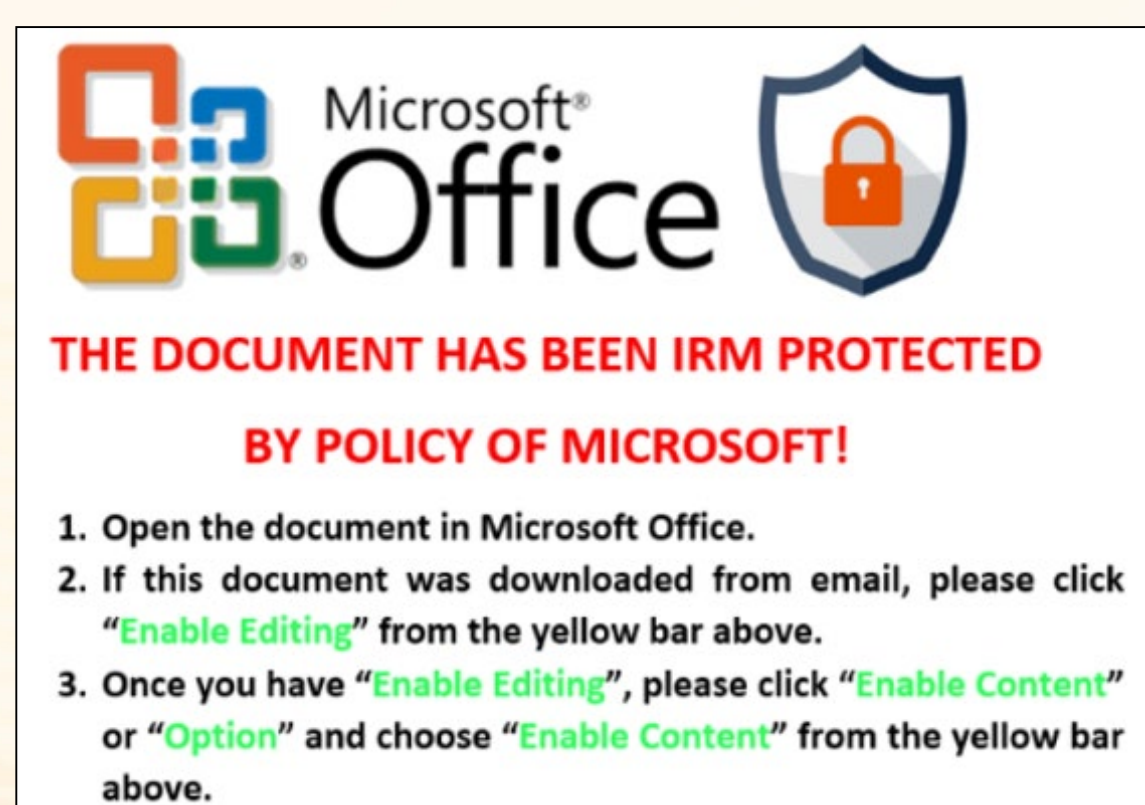 Microsoft®
Office
®
THE DOCUMENT HAS BEEN IRM PROTECTED
BY POLICY OF MICROSOFT!
1. Open the document in Microsoft Office.
2. If this document was downloaded from email, please click
“Enable Editing” from the yellow bar above.
3. Once you have “Enable Editing”, please click “Enable Content”
or “Option” and choose “Enable Content” from the yellow bar
above.